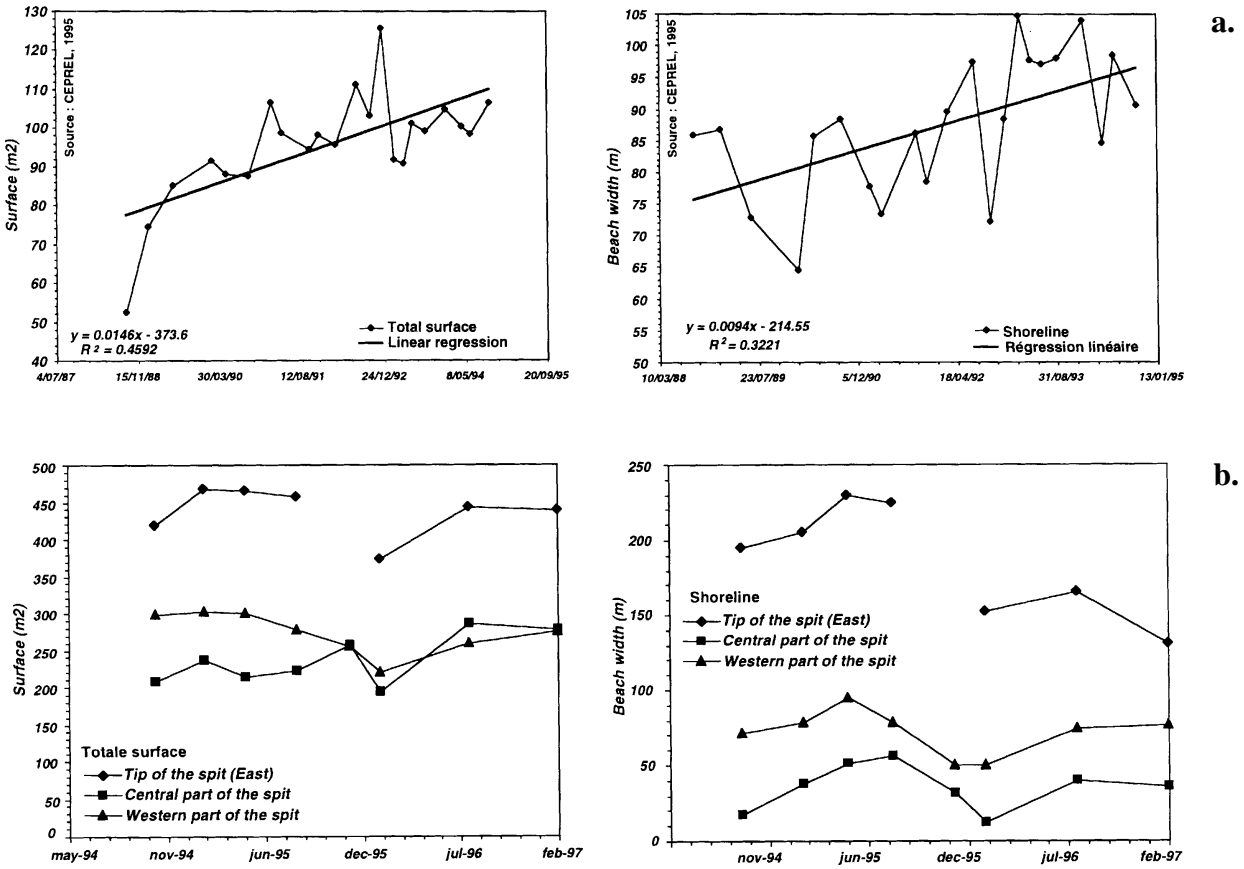 a.
130
120
110
100
90
80
70
60
50
40
Surface (m2)
Source : CEPREL, 1995
y = 0.0146x - 373.6
R 2 = 0.4592
Total surface
Linear regression
4/07/87 15/11/88 30/03/90 12/08/91 24/12/92 8/05/94 20/09/95
105
100
95
90
85
80
75
70
65
60
55
50
Beach width (m)
Source : CEPREL, 1995
y = 0.0094x - 214.55
R 2 = 0.3221
Shoreline
Régression linéaire
10/03/88 23/07/89 5/12/90 18/04/92 31/08/93 13/01/95
b.
500
450
400
350
300
250
200
150
100
50
0
Surface (m2)
Totale surface
Tip of the spit (East)
Central part of the spit
Western part of the spit
may-94 nov-94 jun-95 dec-95 jul-96 feb-97
250
200
150
100
50
0
Beach width (m)
Shoreline
Tip of the spit (East)
Central part of the spit
Western part of the spit
nov-94 jun-95 dec-95 jul-96 feb-97